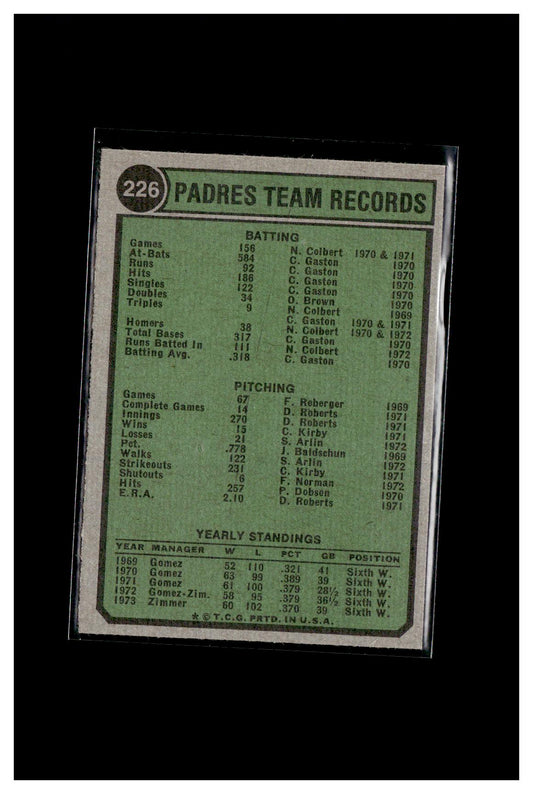 226 PADRES TEAM RECORDS
BATTING
Games 156 N. Colbert 1970 & 1971
At-Bats 584 C. Gaston 1970
Runs 92 C. Gaston 1970
Hits 186 C. Gaston 1970
Singles 122 C. Gaston 1970
Doubles 34 O. Brown 1970
Triples 9 N. Colbert 1969
C. Gaston 1970 & 1971
Homers 38 N. Colbert 1970 & 1972
Total Bases 317 C. Gaston 1970
Runs Batted In 111 N. Colbert 1972
Batting Avg. .318 C. Gaston 1970
PITCHING
Games 67 F. Reberger 1969
Complete Games 14 D. Roberts 1971
Innings 270 D. Roberts 1971
Wins 15 C. Kirby 1971
Losses 21 S. Arlin 1972
Pct. .778 J. Baldschun 1969
Walks 122 S. Arlin 1972
Strikeouts 231 C. Kirby 1971
Shutouts 6 F. Norman 1972
Hits 257 P. Dobson 1970
E.R.A. 2.10 D. Roberts 1971
YEARLY STANDINGS
YEAR MANAGER W L PCT GB POSITION
1969 Gomez 52 110 .321 41 Sixth W.
1970 Gomez 63 99 .389 39 Sixth W.
1971 Gomez 61 100 .379 28½ Sixth W.
1972 Gomez-Zim. 58 95 .379 36½ Sixth W.
1973 Zimmer 60 102 .370 39 Sixth W.
* © T.C.G. PRTD. IN U.S.A.